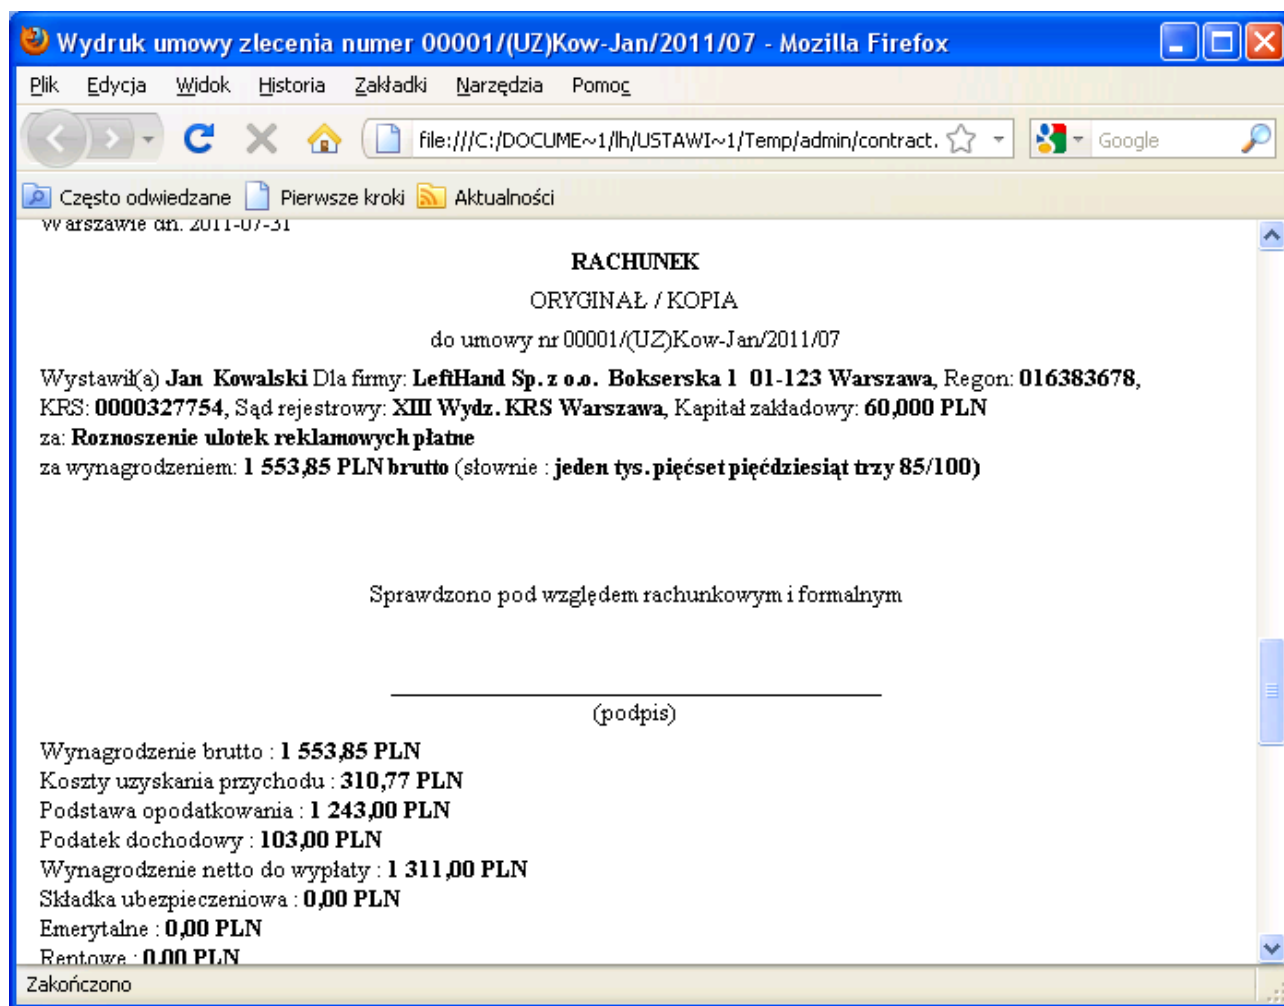 Wydruk umowy zlecenia numer 00001/(UZ)Kow-Jan/2011/07 - Mozilla Firefox
Plik Edycja Widok Historia Zakładki Narzędzia Pomoc
file:///C:/DOCUME~1/lh/USTAWI~1/Temp/admin/contract. Google
Często odwiedzane Pierwsze kroki Aktualności
Warszawie dn. 2011-07-31
RACHUNEK
ORYGINAŁ / KOPIA
do umowy nr 00001/(UZ)Kow-Jan/2011/07
Wystawił(a) Jan Kowalski Dla firmy: LeftHand Sp. z o.o. Bokserska 1 01-123 Warszawa, Regon: 016383678,
KRS: 0000327754, Sąd rejestrowy: XIII Wydz. KRS Warszawa, Kapitał zakładowy: 60,000 PLN
za: Roznoszenie ulotek reklamowych płatne
za wynagrodzeniem: 1 553,85 PLN brutto (słownie : jeden tys. pięćset pięćdziesiąt trzy 85/100)
Sprawdzono pod względem rachunkowym i formalnym
(podpis)
Wynagrodzenie brutto : 1 553,85 PLN
Koszty uzyskania przychodu : 310,77 PLN
Podstawa opodatkowania : 1 243,00 PLN
Podatek dochodowy : 103,00 PLN
Wynagrodzenie netto do wypłaty : 1 311,00 PLN
Składka ubezpieczeniowa : 0,00 PLN
Emerytalne : 0,00 PLN
Rentowe : 0,00 PLN
Zakończono